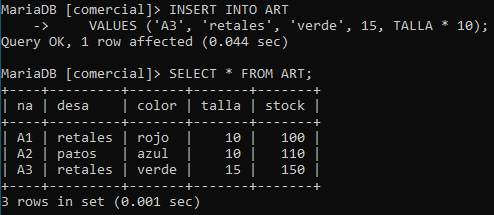 MariaDB [comercial]> INSERT INTO ART
    ->     VALUES ('A3', 'retales', 'verde', 15, TALLA * 10);
Query OK, 1 row affected (0.044 sec)

MariaDB [comercial]> SELECT * FROM ART;
+----+---------+-------+-------+-------+
| na | desa    | color | talla | stock |
+----+---------+-------+-------+-------+
| A1 | retales | rojo  |    10 |   100 |
| A2 | patos   | azul  |    10 |   110 |
| A3 | retales | verde |    15 |   150 |
+----+---------+-------+-------+-------+
3 rows in set (0.001 sec)